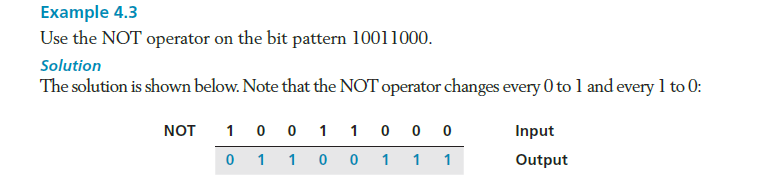 Example 4.3
Use the NOT operator on the bit pattern 10011000.
Solution
The solution is shown below. Note that the NOT operator changes every 0 to 1 and every 1 to 0:
NOT 1 0 0 1 1 0 0 0 Input
0 1 1 0 0 1 1 1 Output